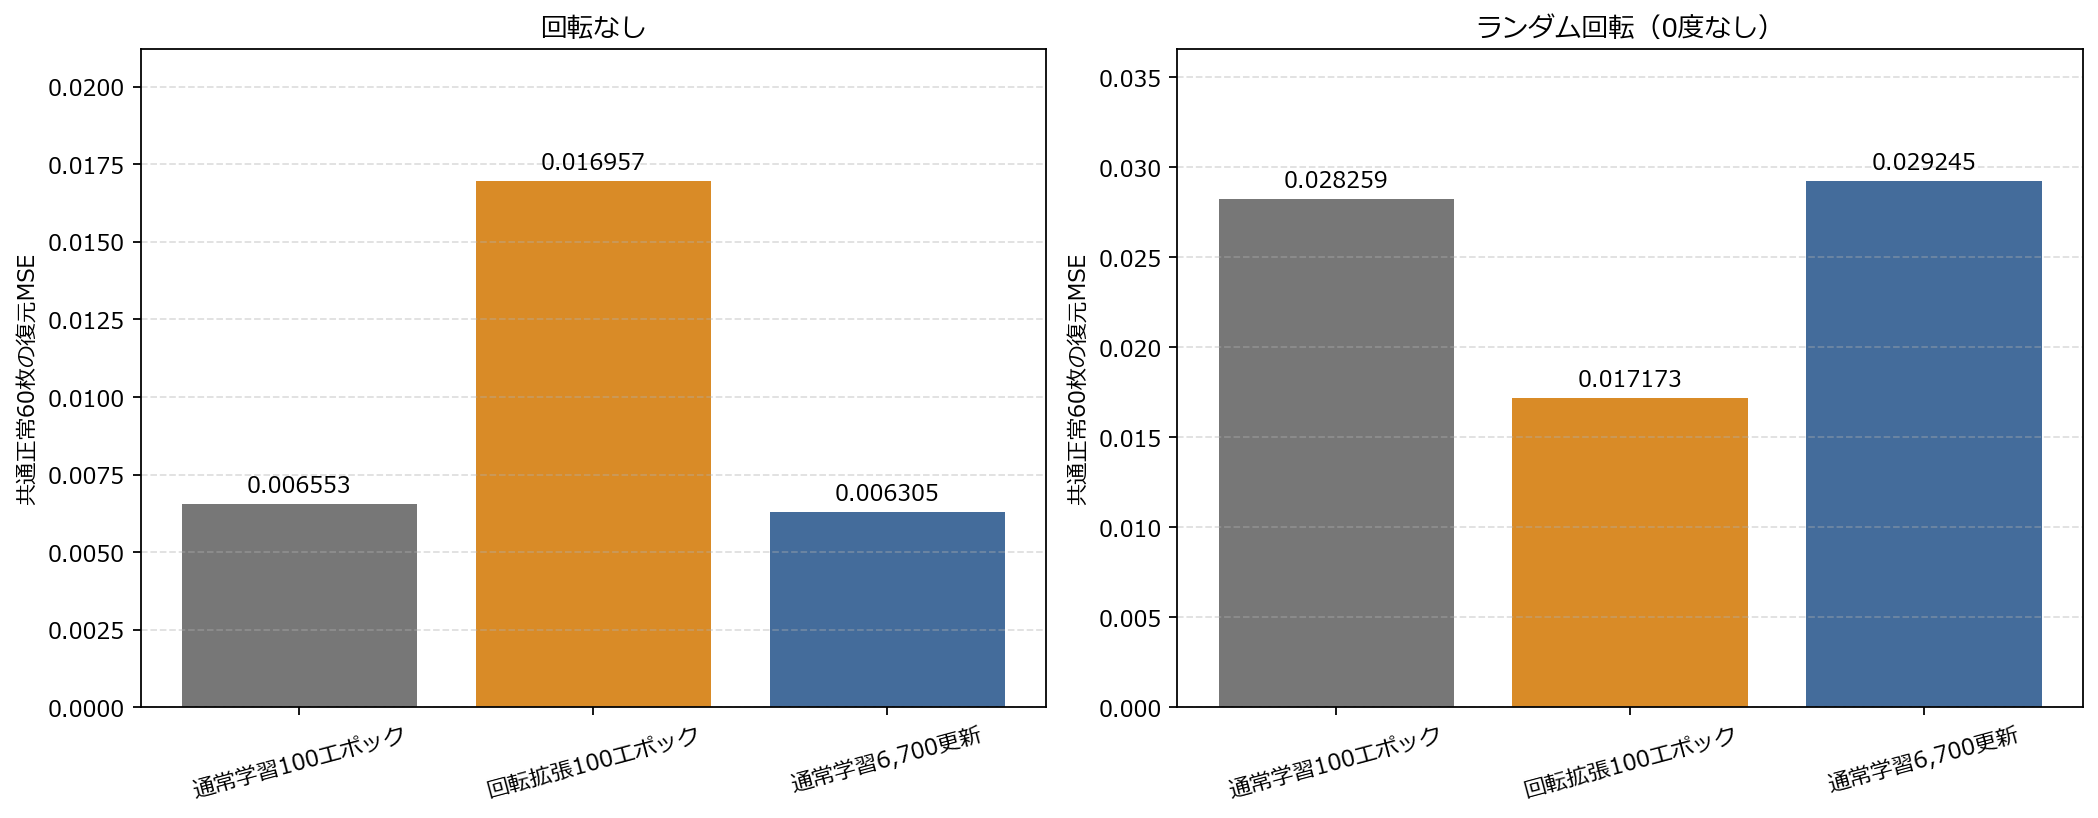 回転なし
共通正常60枚の復元MSE
0.0200
0.0175
0.0150
0.0125
0.0100
0.0075
0.0050
0.0025
0.0000
0.006553
0.016957
0.006305
通常学習100エポック
回転拡張100エポック
通常学習6,700更新
ランダム回転（0度なし）
共通正常60枚の復元MSE
0.035
0.030
0.025
0.020
0.015
0.010
0.005
0.000
0.028259
0.017173
0.029245
通常学習100エポック
回転拡張100エポック
通常学習6,700更新